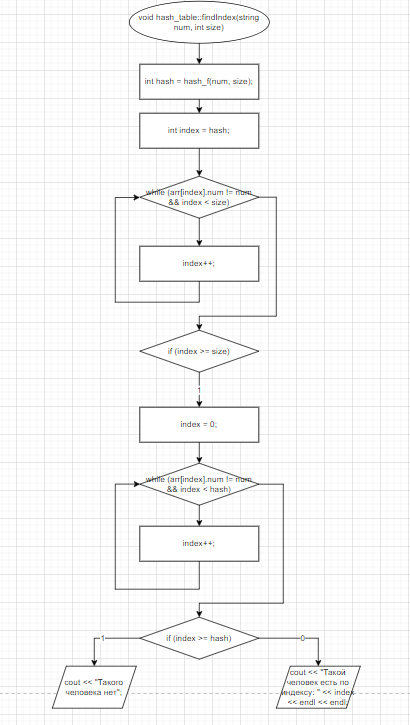 void hash_table::findIndex(string
num, int size)
int hash = hash_f(num, size);
int index = hash;
while (arr[index].num != num
&& index < size)
index++;
if (index >= size)
1
index = 0;
while (arr[index].num != num
&& index < hash)
index++;
if (index >= hash)
1
0
cout << "Такого
человека нет";
cout << "Такой
человек есть по
индексу: " << index
<< endl << endl;